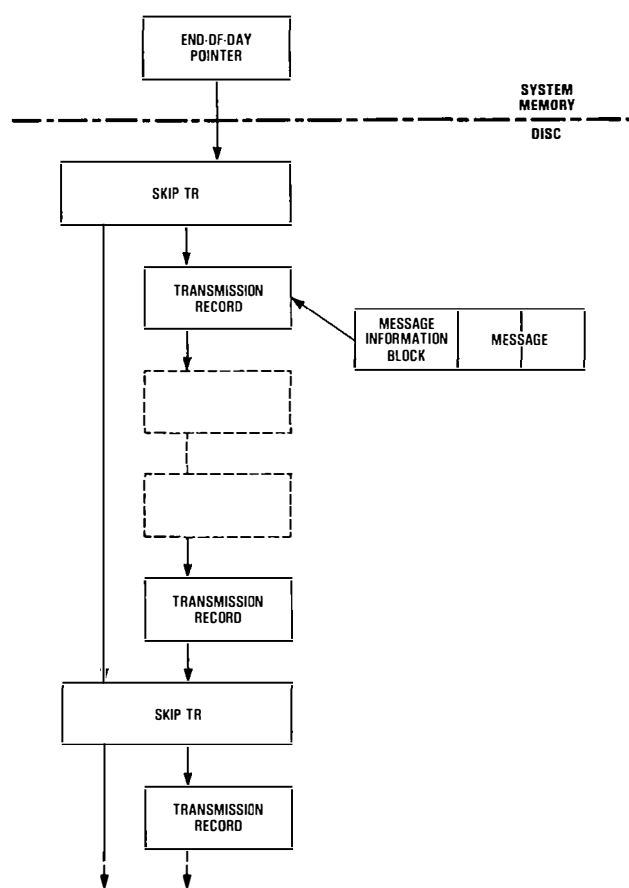 END-OF-DAY
POINTER
SYSTEM
MEMORY
DISC
SKIP TR
TRANSMISSION
RECORD
MESSAGE
INFORMATION
BLOCK
MESSAGE
TRANSMISSION
RECORD
SKIP TR
TRANSMISSION
RECORD